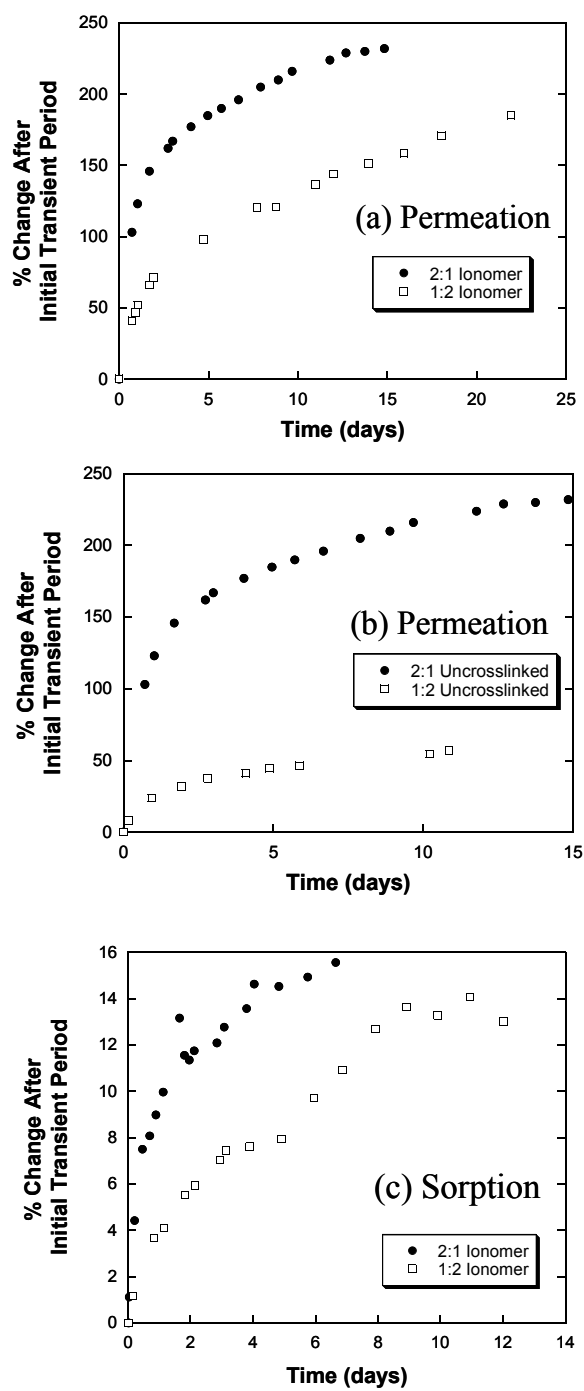 250
200
150
100
50
0
% Change After
Initial Transient Period
(a) Permeation
2:1 Ionomer
1:2 Ionomer
0 5 10 15 20 25
Time (days)
250
200
150
100
50
0
% Change After
Initial Transient Period
(b) Permeation
2:1 Uncrosslinked
1:2 Uncrosslinked
0 5 10 15
Time (days)
16
14
12
10
8
6
4
2
0
% Change After
Initial Transient Period
(c) Sorption
2:1 Ionomer
1:2 Ionomer
0 2 4 6 8 10 12 14
Time (days)